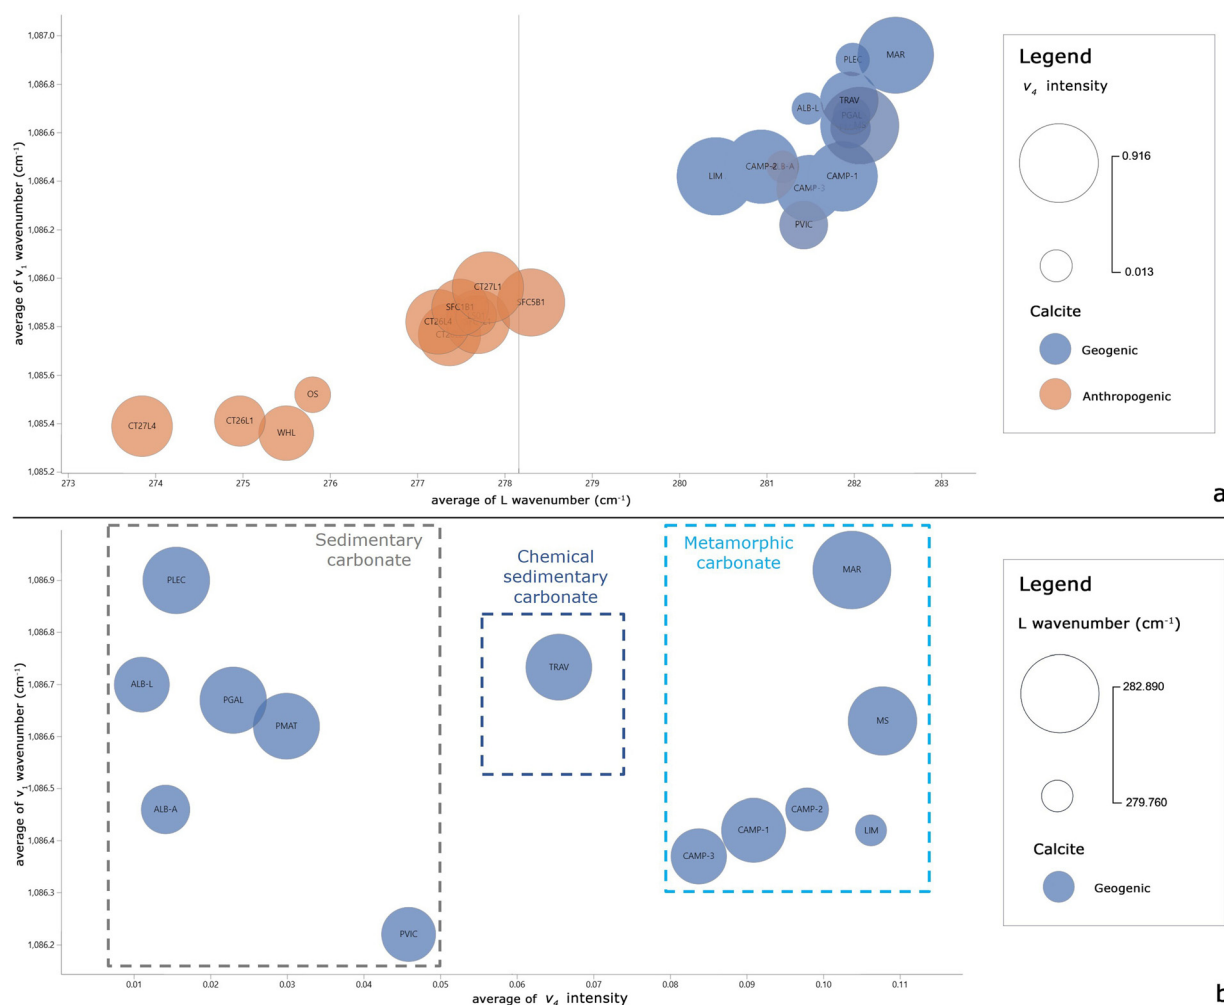 1,087.0
1,086.8
1,086.6
1,086.4
1,086.2
1,086.0
1,085.8
1,085.6
1,085.4
1,085.2
average of v₁ wavenumber (cm⁻¹)
PLEC
MAR
ALB-L
TRAV
PGAL
LIM
CAMP-2
CAMP-1
CAMP-3
PVIC
CT27L1
SFC5B1
SFC1B1
CT26L4
OS
CT27L4
CT26L1
WHL
273
274
275
276
277
278
279
280
281
282
283
average of L wavenumber (cm⁻¹)
Legend
v₄ intensity
0.916
0.013
Calcite
Geogenic
Anthropogenic
a
1,086.9
1,086.8
1,086.7
1,086.6
1,086.5
1,086.4
1,086.3
1,086.2
average of v₁ wavenumber (cm⁻¹)
Sedimentary
carbonate
PLEC
ALB-L
PGAL
PMAT
ALB-A
PVIC
Chemical
sedimentary
carbonate
TRAV
Metamorphic
carbonate
MAR
MS
CAMP-2
CAMP-1
LIM
CAMP-3
0.01
0.02
0.03
0.04
0.05
0.06
0.07
0.08
0.09
0.10
0.11
average of v₄ intensity
Legend
L wavenumber (cm⁻¹)
282.890
279.760
Calcite
Geogenic
b